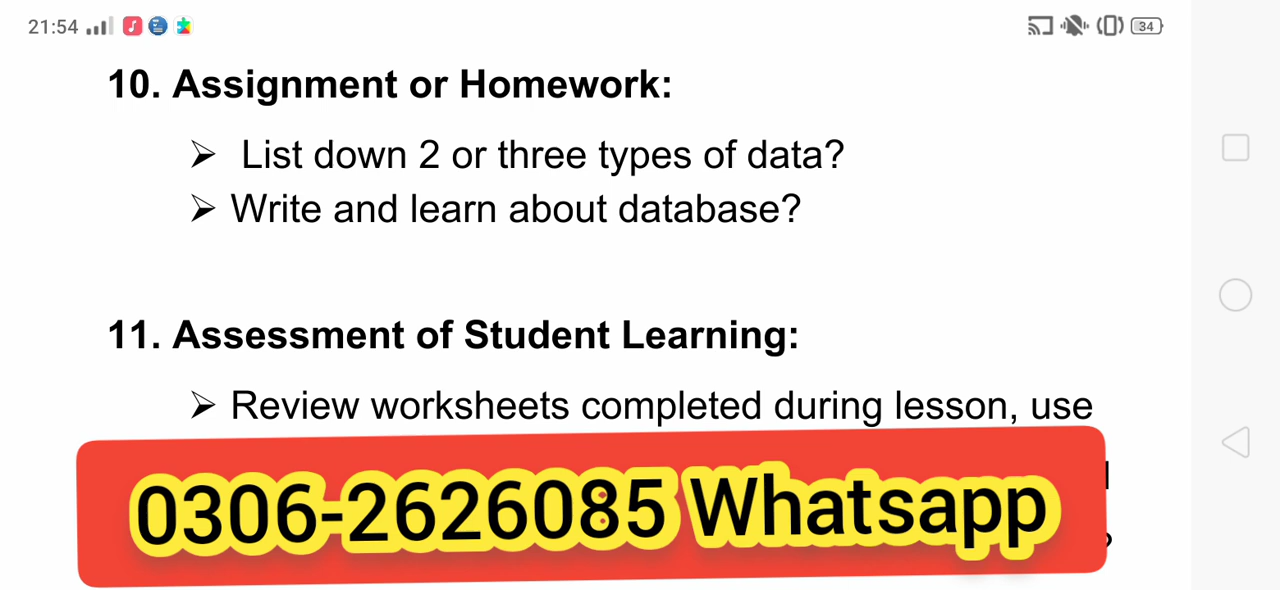 21:54
34
10. Assignment or Homework:
➢ List down 2 or three types of data?
➢ Write and learn about database?
11. Assessment of Student Learning:
➢ Review worksheets completed during lesson, use
0306-2626085 Whatsapp